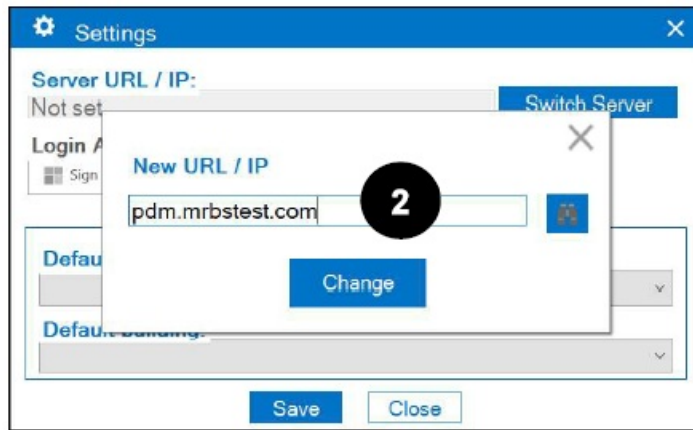 Settings
Server URL / IP:
Not set
Switch Server
Login A
Sign
New URL / IP
pdm.mrbstest.com
2
Change
Defau
Default building:
Save
Close